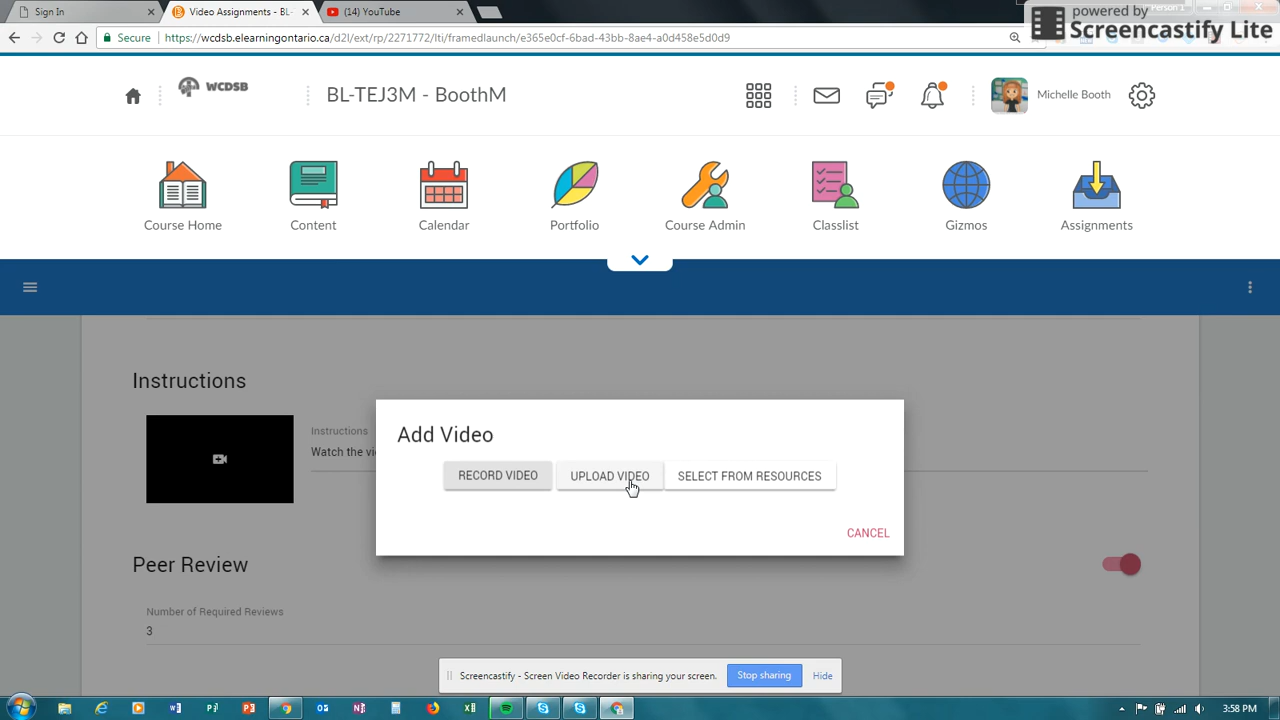 Sign In
Video Assignments - BL-
(14) YouTube
powered by
Screencastify Lite
Secure
https://wcdsb.elearningontario.ca/d2l/ext/rp/2271772/lti/framedlaunch/e365e0cf-6bad-43bb-8ae4-a0d458e5d0d9
WCDSB
BL-TEJ3M - BoothM
Michelle Booth
Course Home
Content
Calendar
Portfolio
Course Admin
Classlist
Gizmos
Assignments
Instructions
Instructions
Watch the vi
Add Video
RECORD VIDEO
UPLOAD VIDEO
SELECT FROM RESOURCES
CANCEL
Peer Review
Number of Required Reviews
3
Screencastify - Screen Video Recorder is sharing your screen.
Stop sharing
Hide
3:58 PM